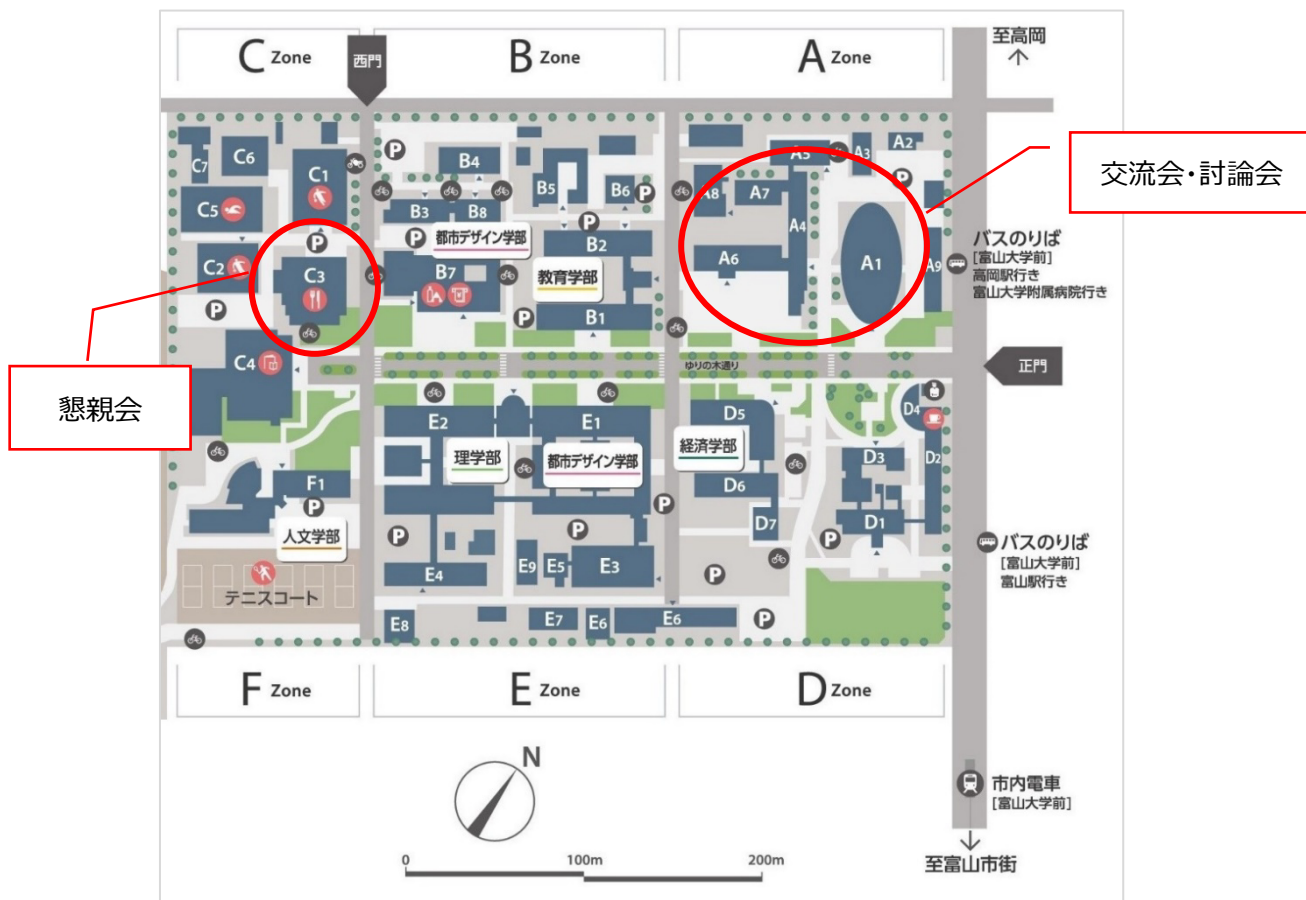 C Zone
西門
B Zone
A Zone
至高岡
交流会・討論会
C7
C6
C1
C5
C2
P
C3
P
C4
懇親会
P
B4
B3
B8
P
都市デザイン学部
B7
B5
B6
P
P
B2
教育学部
P
B1
A5
A3
A2
P
A8
A7
A4
A6
A1
A9
バスのりば
[富山大学前]
高岡駅行き
富山大学附属病院行き
ゆりの木通り
正門
E2
E1
理学部
都市デザイン学部
D5
経済学部
D4
D3
D2
D6
D7
D1
P
F1
P
人文学部
テニスコート
P
P
P
P
E4
E9
E5
E3
E8
E7
E6
E6
P
バスのりば
[富山大学前]
富山駅行き
F Zone
E Zone
D Zone
N
市内電車
[富山大学前]
至富山市街
0
100m
200m